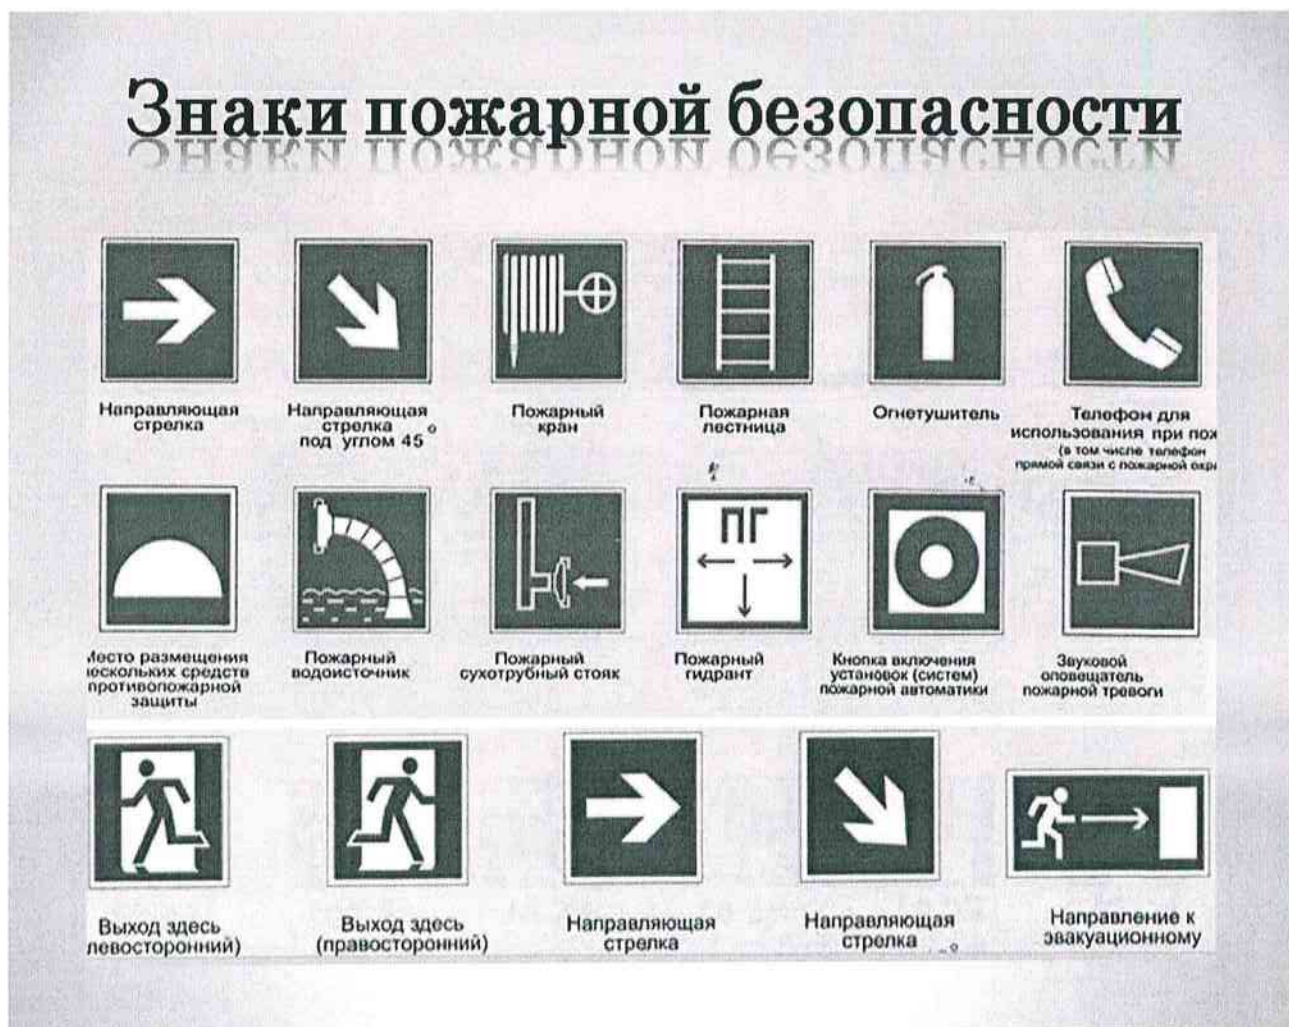 Знаки пожарной безопасности
Направляющая
стрелка
Направляющая
стрелка
под углом 45°
Пожарный
кран
Пожарная
лестница
Огнетушитель
Телефон для
использования при пож
(в том числе телефон
прямой связи с пожарной охра
ПГ
Место размещения
нескольких средств
противопожарной
защиты
Пожарный
водоисточник
Пожарный
сухотрубный стояк
Пожарный
гидрант
Кнопка включения
установок (систем)
пожарной автоматики
Звуковой
оповещатель
пожарной тревоги
Выход здесь
левосторонний)
Выход здесь
(правосторонний)
Направляющая
стрелка
Направляющая
стрелка
Направление к
эвакуационному